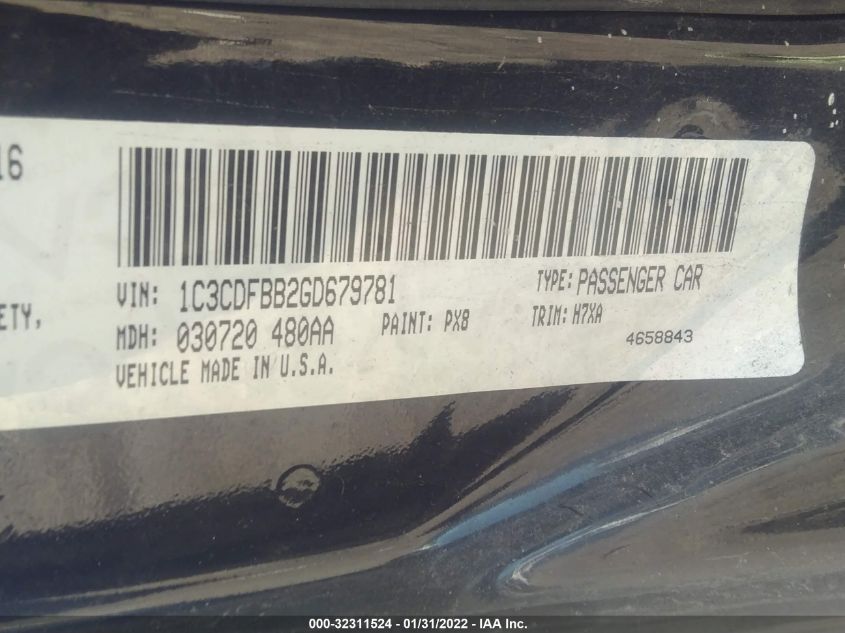 16
ETY,
VIN: 1C3CDFBB2GD679781 TYPE: PASSENGER CAR
MDH: 030720 480AA PAINT: PX8 TRIM: H7XA
4658843
VEHICLE MADE IN U.S.A.
000-32311524 - 01/31/2022 - IAA Inc.